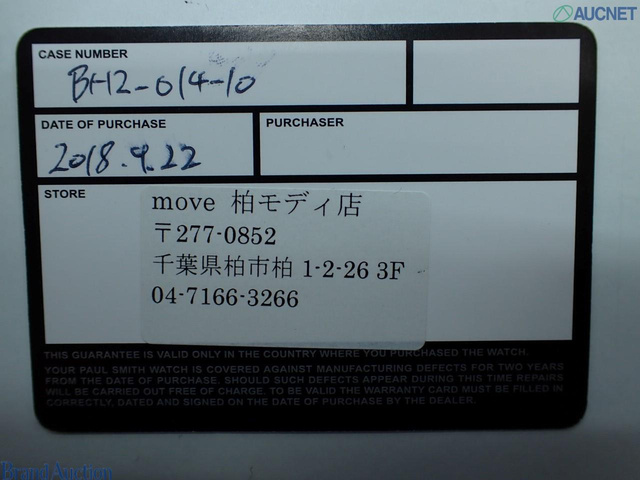 AUCNET
CASE NUMBER
BH2-014-10
DATE OF PURCHASE
2018.9.22
PURCHASER
STORE
move 柏モディ店
〒277-0852
千葉県柏市柏 1-2-26 3F
04-7166-3266
THIS GUARANTEE IS VALID ONLY IN THE COUNTRY WHERE YOU PURCHASED THE WATCH.
YOUR PAUL SMITH WATCH IS COVERED AGAINST MANUFACTURING DEFECTS FOR TWO YEARS
FROM THE DATE OF PURCHASE. SHOULD SUCH DEFECTS APPEAR DURING THIS TIME REPAIRS
WILL BE CARRIED OUT FREE OF CHARGE. TO BE VALID THE WARRANTY CARD MUST BE FILLED IN
CORRECTLY, DATED AND SIGNED ON THE DATE OF PURCHASE BY THE DEALER.
Brand Auction